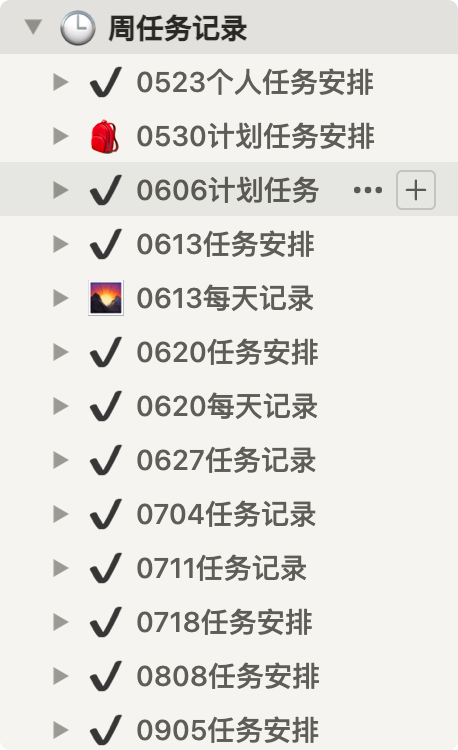 周任务记录
0523个人任务安排
0530计划任务安排
0606计划任务
0613任务安排
0613每天记录
0620任务安排
0620每天记录
0627任务记录
0704任务记录
0711任务记录
0718任务安排
0808任务安排
0905任务安排